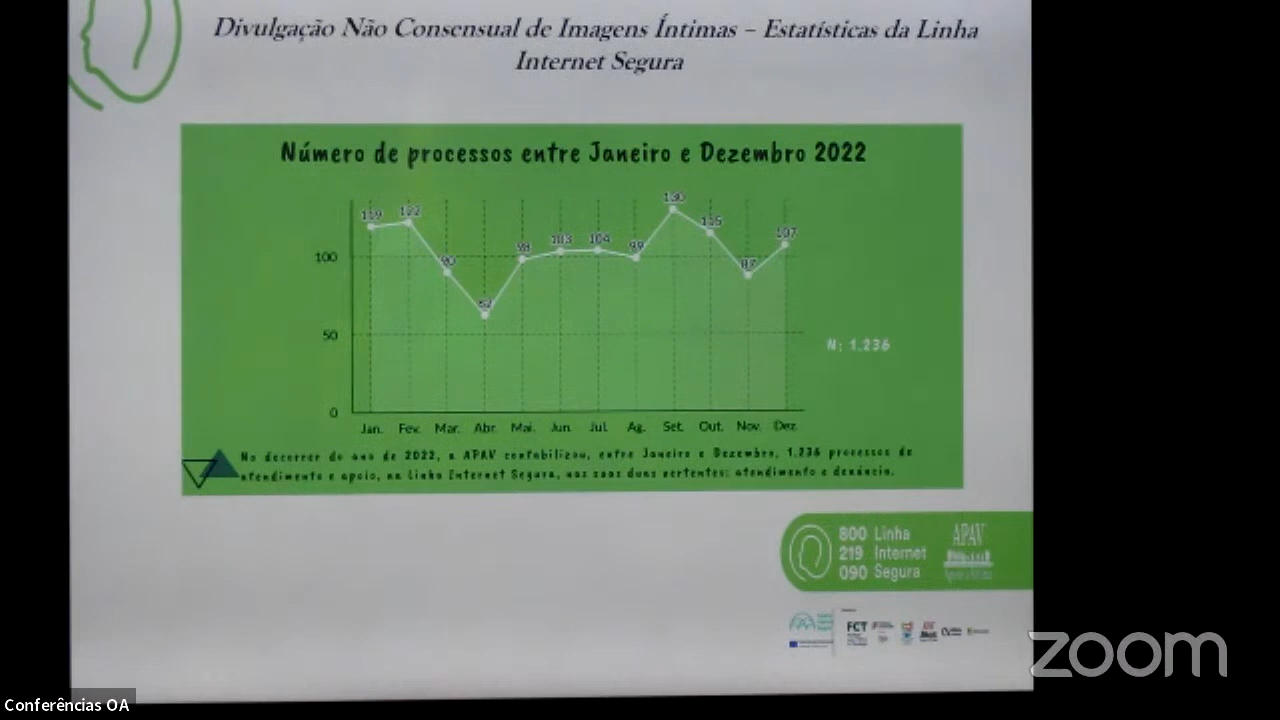 Divulgação Não Consensual de Imagens Íntimas – Estatísticas da Linha
Internet Segura
Número de processos entre Janeiro e Dezembro 2022
119 122 90 98 103 104 99 130 115 87 107
100
50
0
Jan. Fev. Mar. Abr. Mai. Jun. Jul. Ag. Set. Out. Nov. Dez.
N: 1.236
No decorrer do ano de 2022, a APAV contabilizou, entre Janeiro e Dezembro, 1.236 processos de
atendimento e apoio, na Linha Internet Segura, nas suas duas vertentes: atendimento e denúncia.
800 Linha
219 Internet
090 Segura
APAV
FCT
zoom
Conferências OA